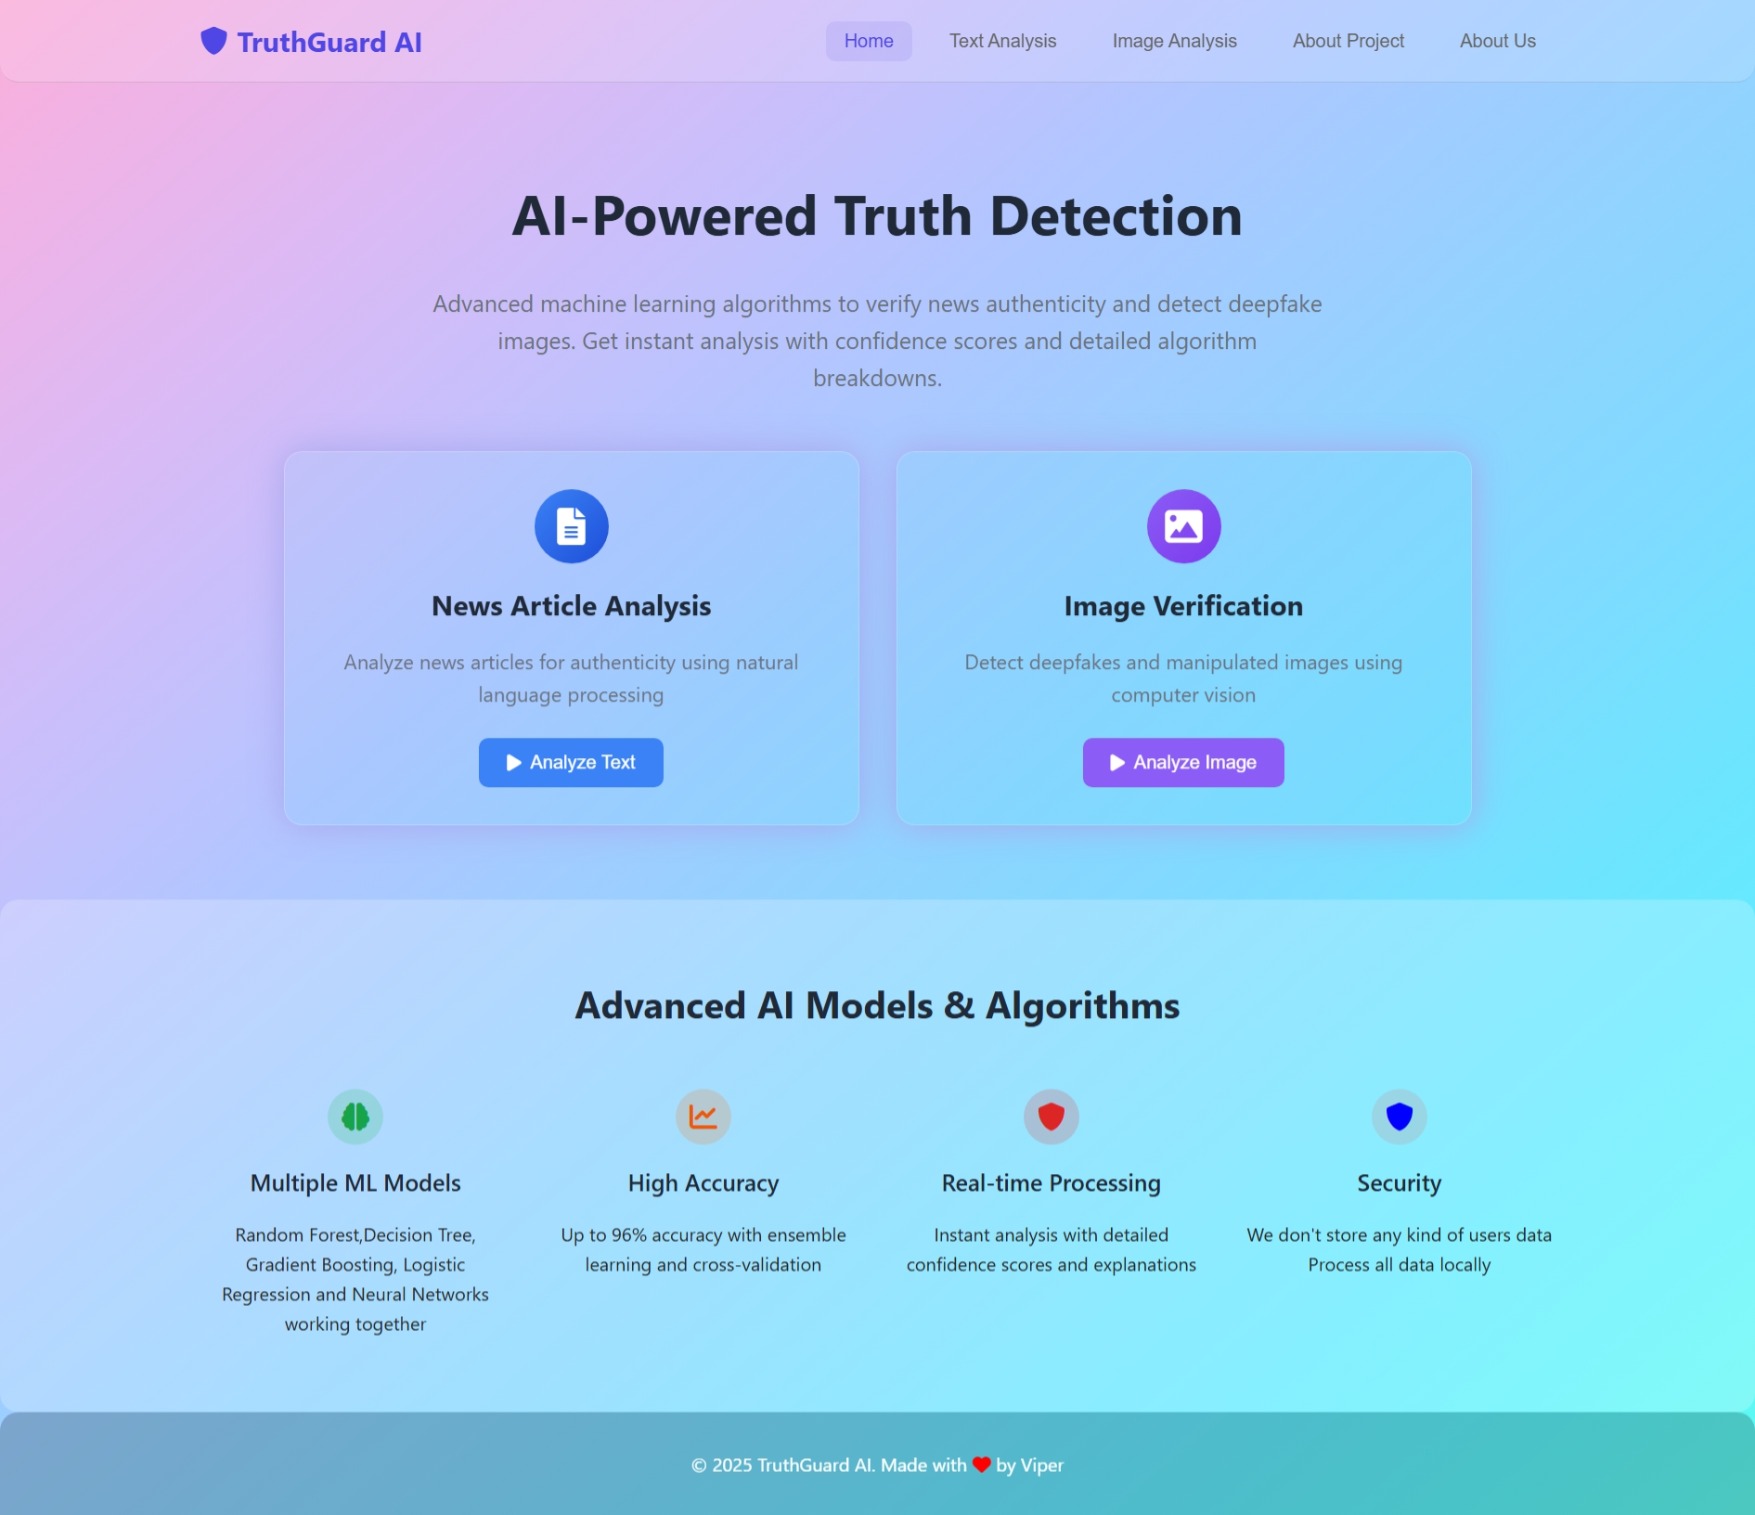 TruthGuard AI
Home
Text Analysis
Image Analysis
About Project
About Us
AI-Powered Truth Detection
Advanced machine learning algorithms to verify news authenticity and detect deepfake
images. Get instant analysis with confidence scores and detailed algorithm
breakdowns.
News Article Analysis
Analyze news articles for authenticity using natural
language processing
Analyze Text
Image Verification
Detect deepfakes and manipulated images using
computer vision
Analyze Image
Advanced AI Models & Algorithms
Multiple ML Models
Random Forest,Decision Tree,
Gradient Boosting, Logistic
Regression and Neural Networks
working together
High Accuracy
Up to 96% accuracy with ensemble
learning and cross-validation
Real-time Processing
Instant analysis with detailed
confidence scores and explanations
Security
We don't store any kind of users data
Process all data locally
© 2025 TruthGuard AI. Made with ❤ by Viper